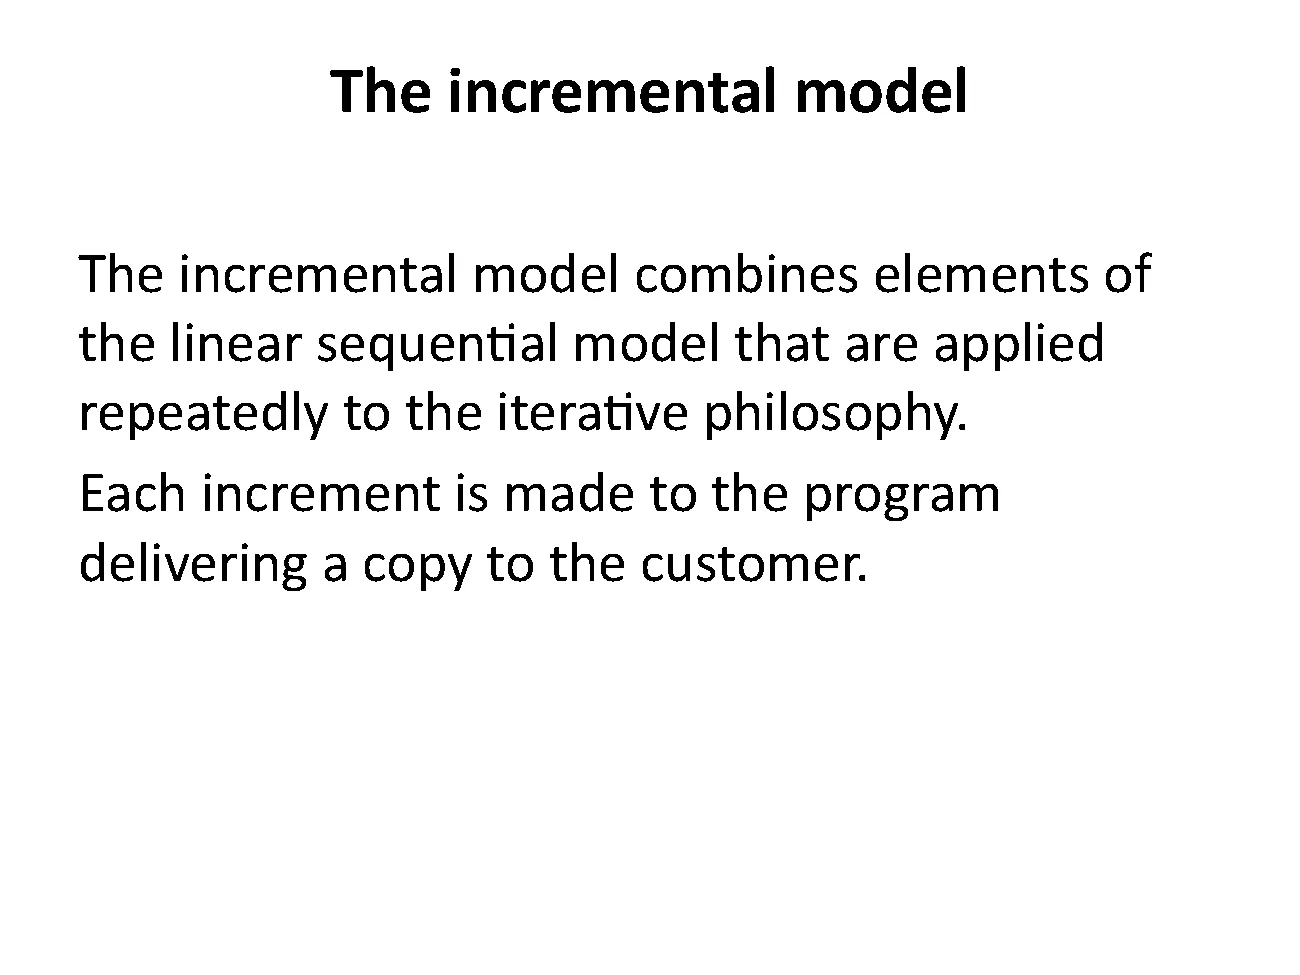 The incremental model
The incremental model combines elements of
the linear sequential model that are applied
repeatedly to the iterative philosophy.
Each increment is made to the program
delivering a copy to the customer.